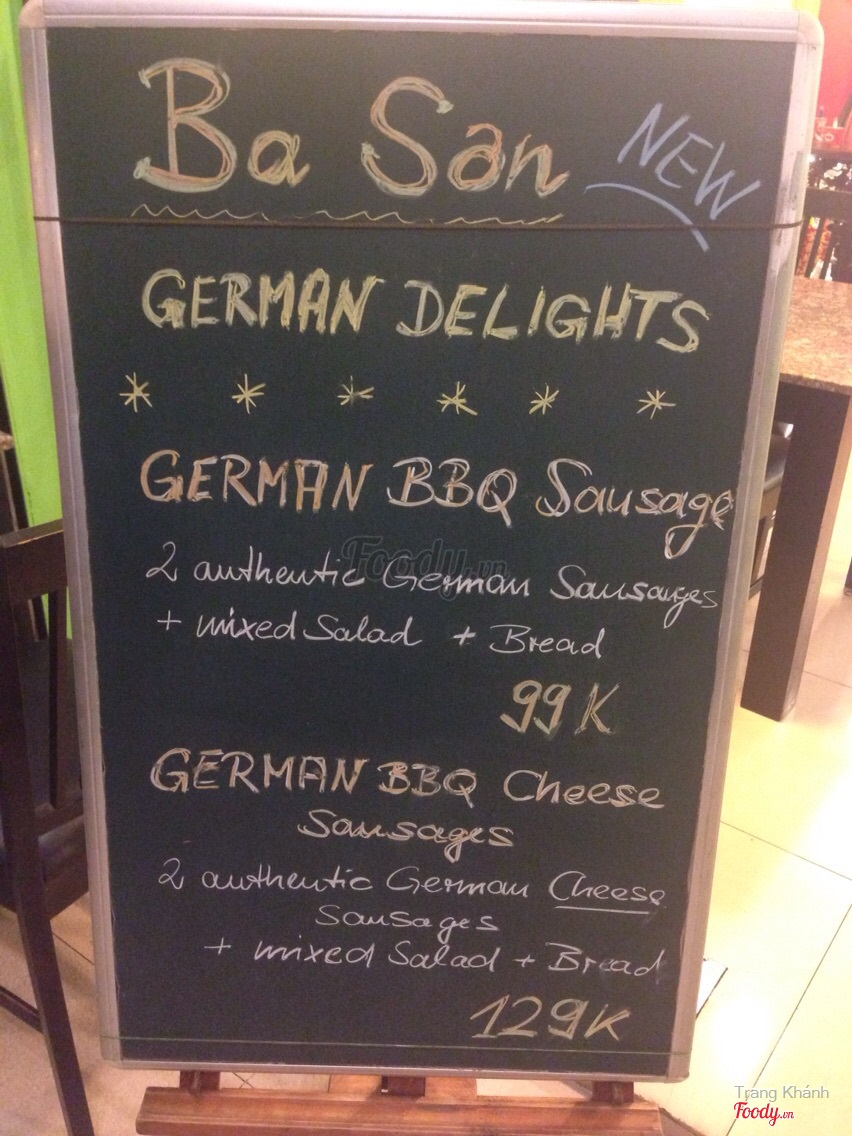 Ba San
NEW
GERMAN DELIGHTS
* * * * * *
GERMAN BBQ Sausage
2 authentic German Sausages
+ mixed Salad + Bread
99K
GERMAN BBQ Cheese
Sausages
2 authentic German Cheese
Sausages
+ mixed Salad + Bread
129K
Foody.vn
Trang Khánh
Foody.vn